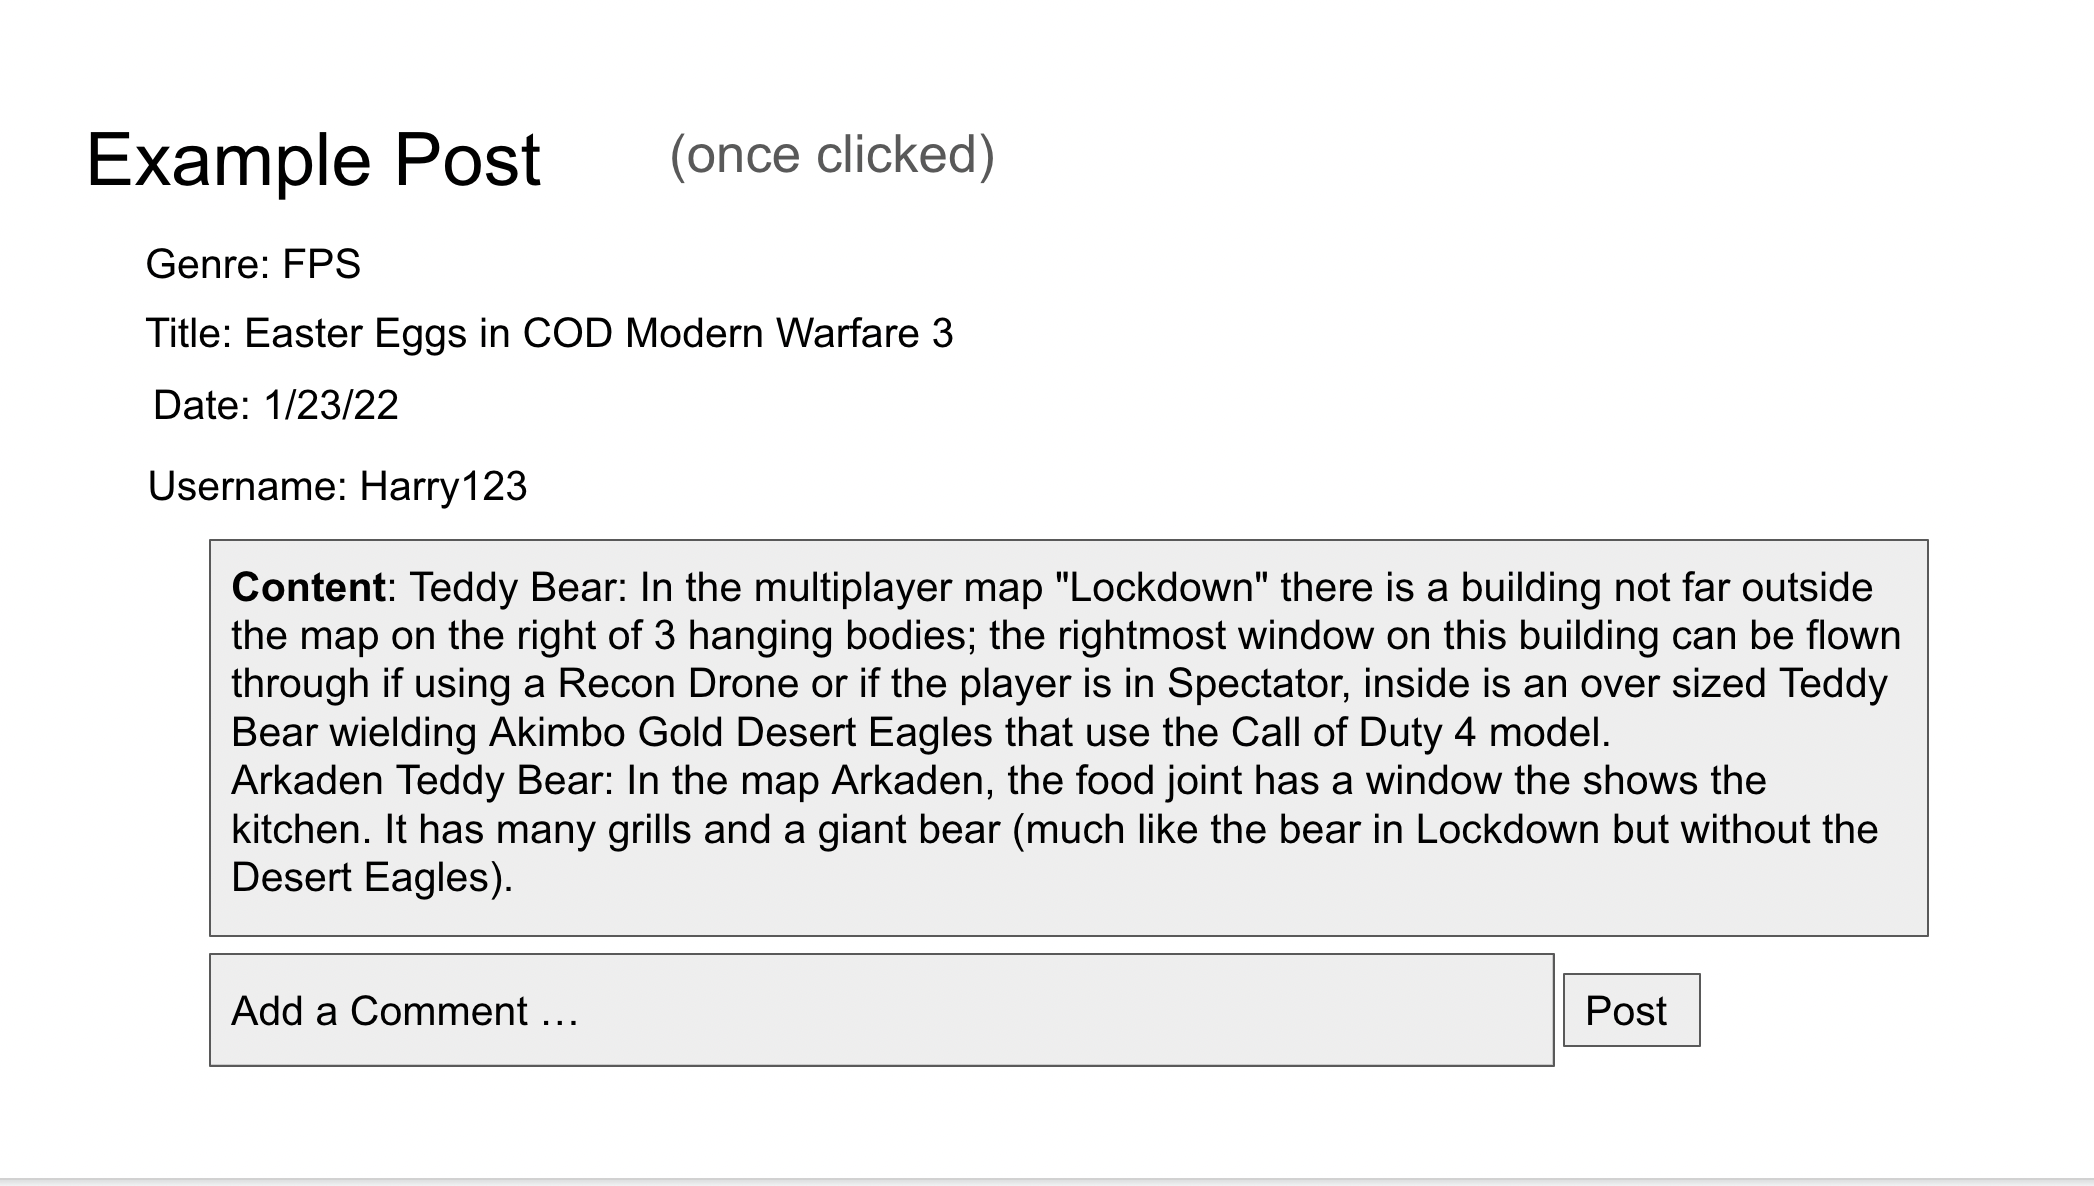 Example Post (once clicked)
Genre: FPS
Title: Easter Eggs in COD Modern Warfare 3
Date: 1/23/22
Username: Harry123
Content: Teddy Bear: In the multiplayer map "Lockdown" there is a building not far outside
the map on the right of 3 hanging bodies; the rightmost window on this building can be flown
through if using a Recon Drone or if the player is in Spectator, inside is an over sized Teddy
Bear wielding Akimbo Gold Desert Eagles that use the Call of Duty 4 model.
Arkaden Teddy Bear: In the map Arkaden, the food joint has a window the shows the
kitchen. It has many grills and a giant bear (much like the bear in Lockdown but without the
Desert Eagles).
Add a Comment …
Post